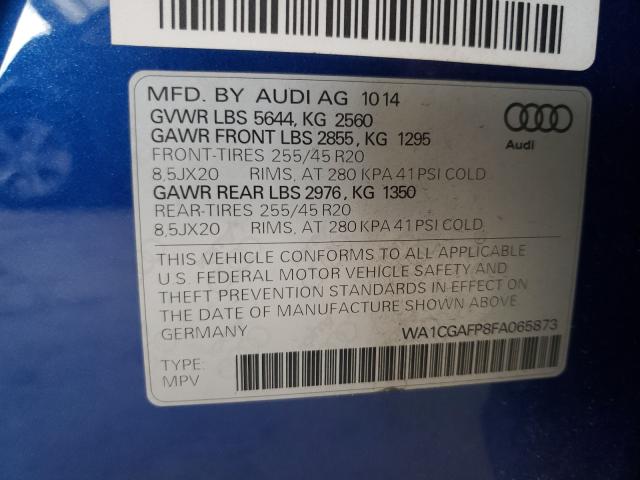 MFD. BY AUDI AG 10 14
GVWR LBS 5644, KG 2560
GAWR FRONT LBS 2855, KG 1295
FRONT-TIRES 255/45 R20
8,5JX20 RIMS, AT 280 KPA 41 PSI COLD
GAWR REAR LBS 2976, KG 1350
REAR-TIRES 255/45 R20
8,5JX20 RIMS, AT 280 KPA 41 PSI COLD
Audi
THIS VEHICLE CONFORMS TO ALL APPLICABLE
U.S. FEDERAL MOTOR VEHICLE SAFETY AND
THEFT PREVENTION STANDARDS IN EFFECT ON
THE DATE OF MANUFACTURE SHOWN ABOVE.
GERMANY
WA1CGAFP8FA065873
TYPE:
MPV